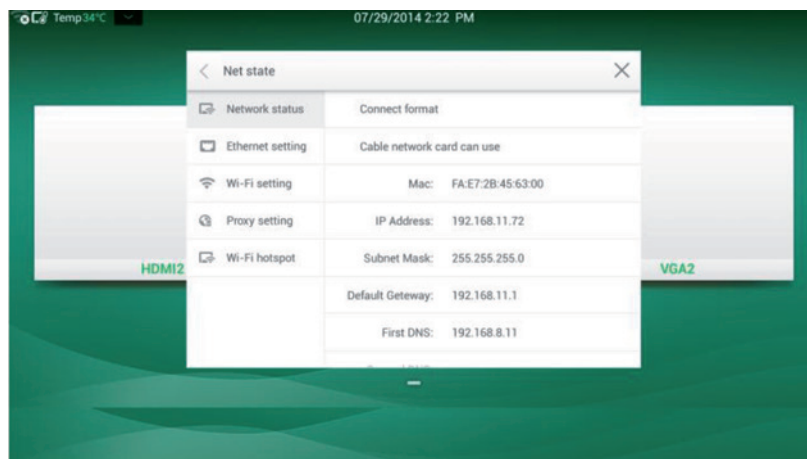 Temp 34°C
07/29/2014 2:22 PM
Net state
Network status
Connect format
Ethernet setting
Cable network card can use
Wi-Fi setting
Mac: FA:E7:2B:45:63:00
Proxy setting
IP Address: 192.168.11.72
Wi-Fi hotspot
Subnet Mask: 255.255.255.0
HDMI2
VGA2
Default Geteway: 192.168.11.1
First DNS: 192.168.8.11